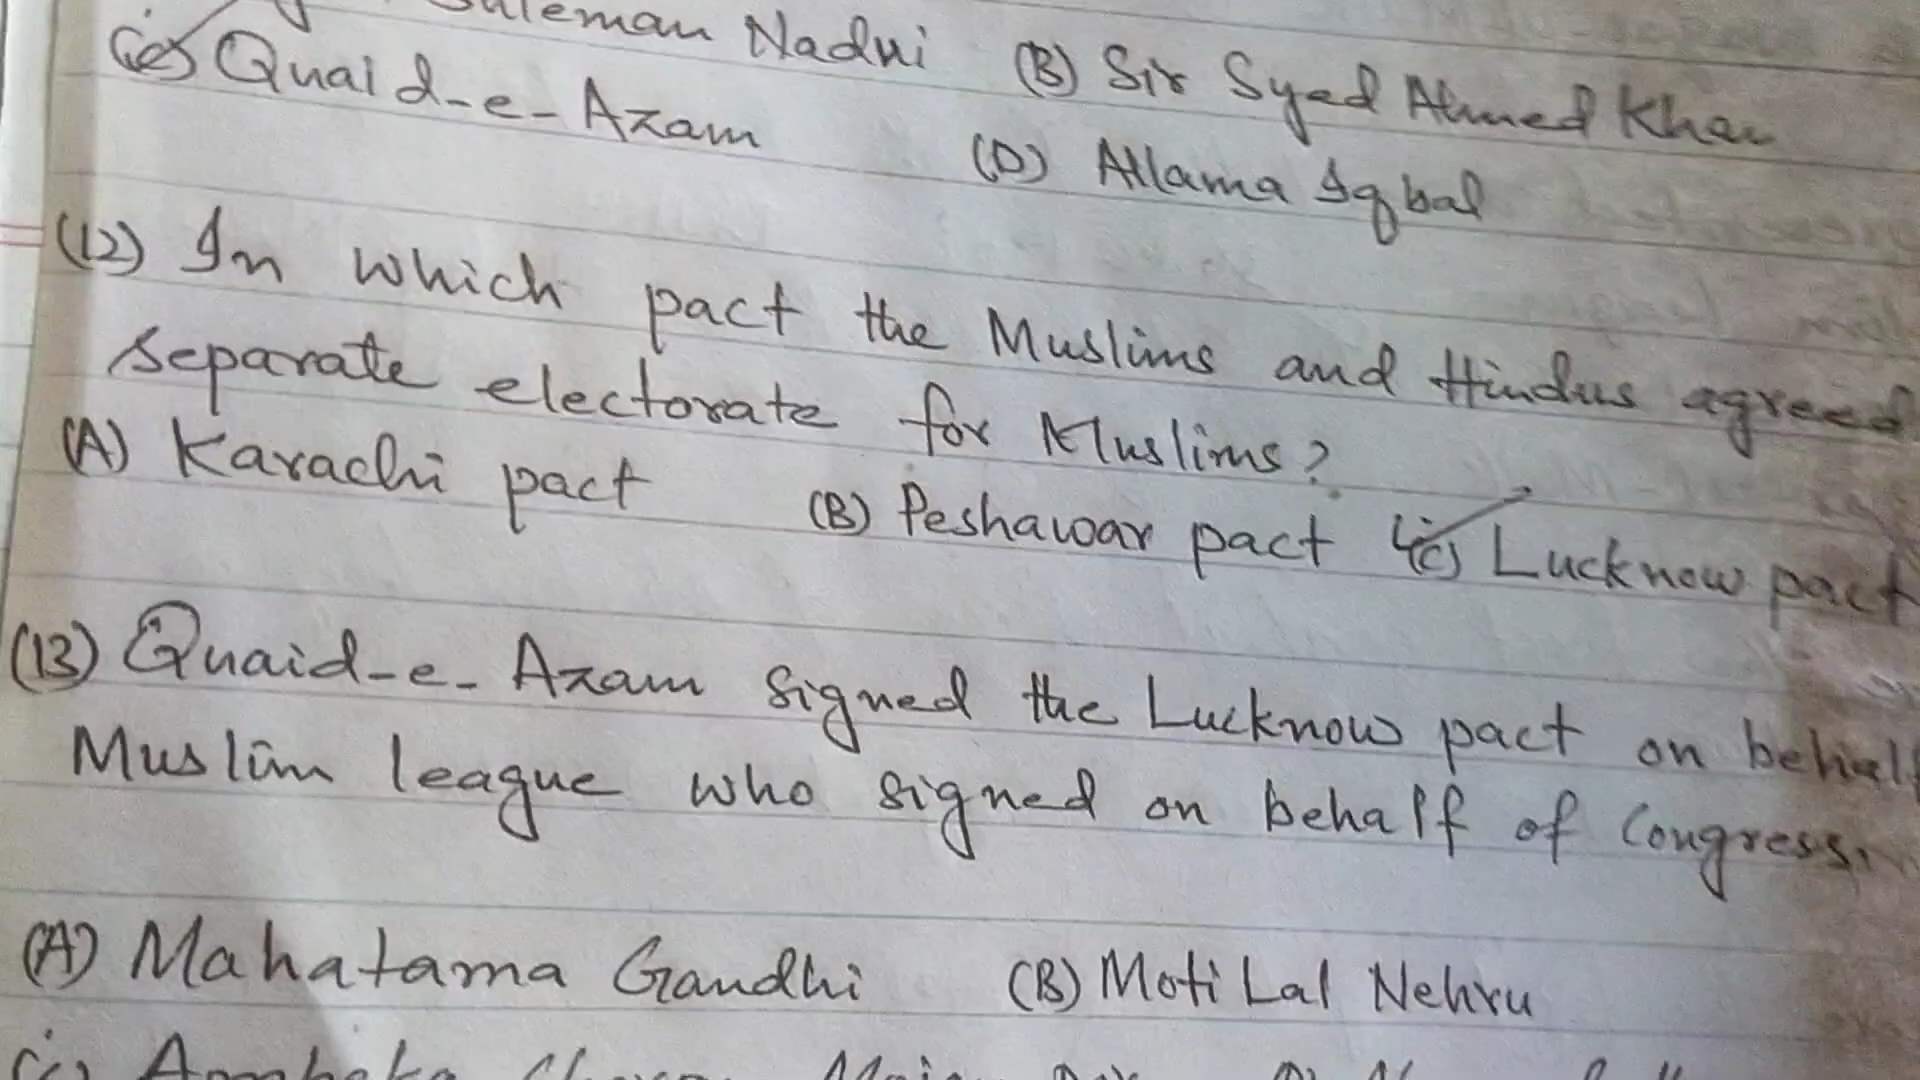 Suleman Nadui (B) Sir Syed Ahmed Khan
(c) Quaid-e-Azam (D) Allama Iqbal
(12) In which pact the Muslims and Hindus agreed
separate electorate for Muslims?
(A) Karachi pact (B) Peshawar pact (c) Lucknow pact
(13) Quaid-e-Azam signed the Lucknow pact on behalf
Muslim league who signed on behalf of Congress.
(A) Mahatama Gandhi (B) Moti Lal Nehru